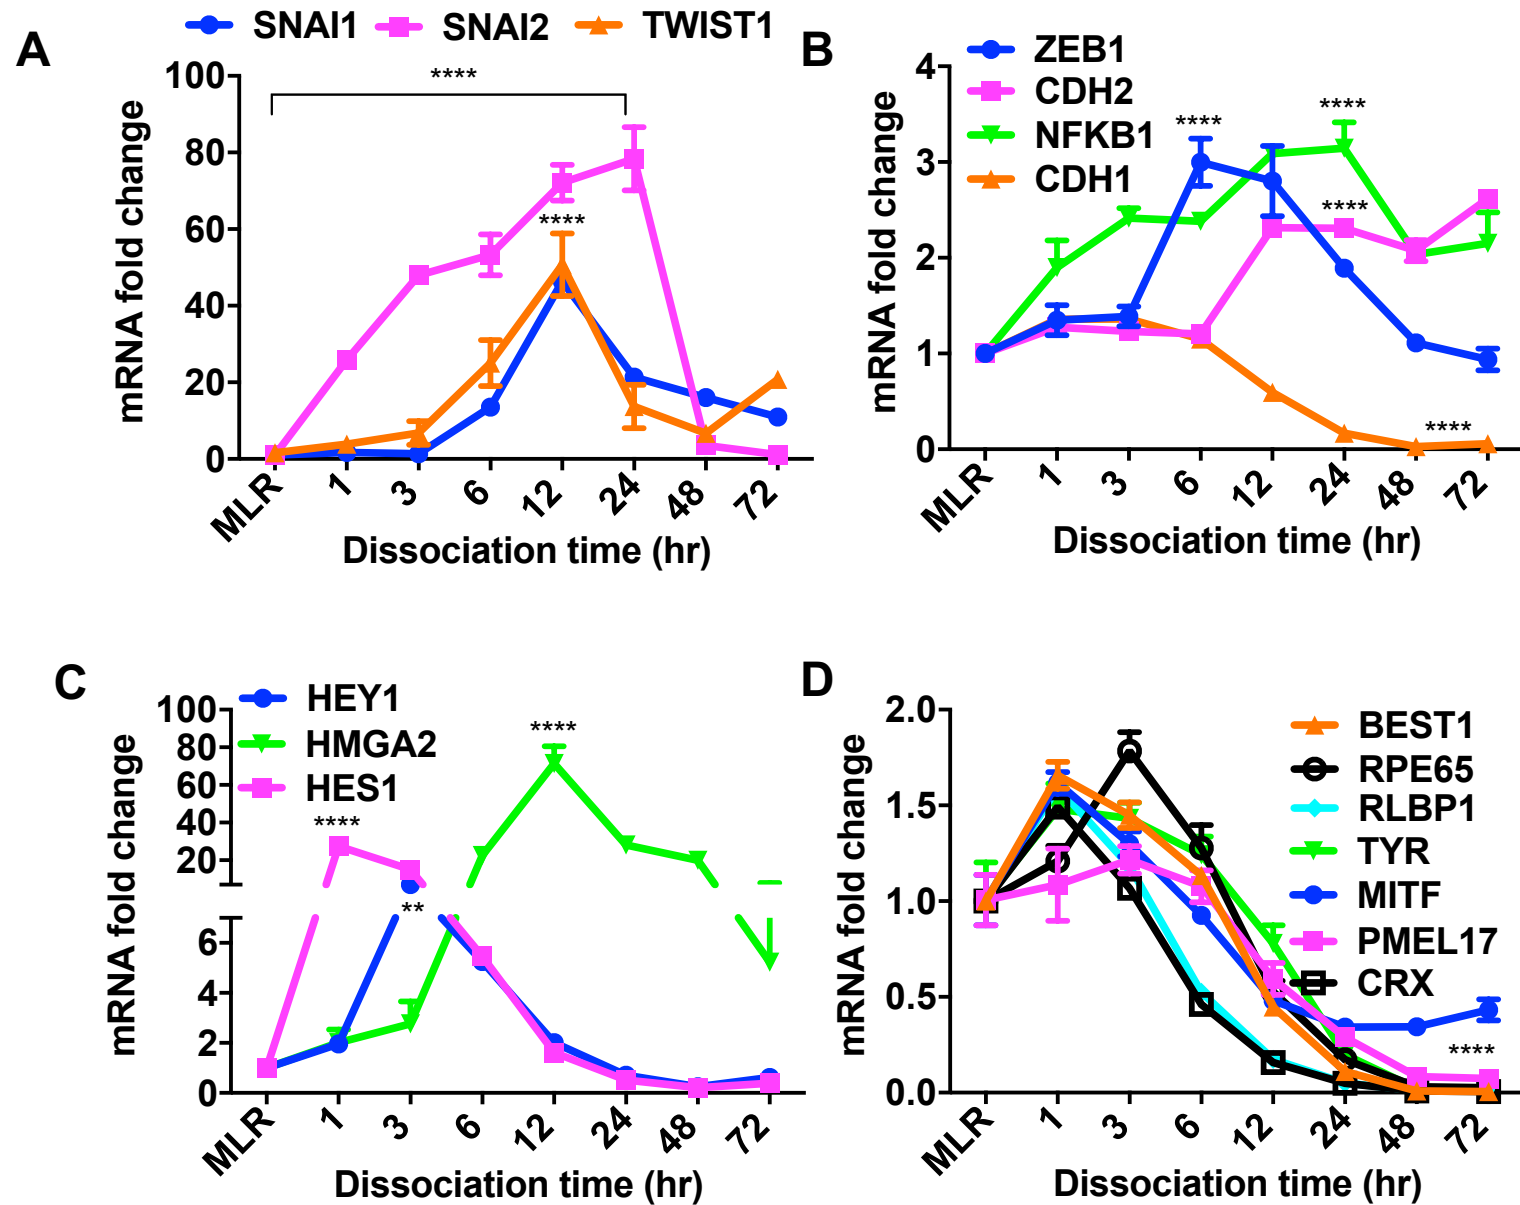 A
SNAI1 SNAI2 TWIST1
mRNA fold change
100
80
60
40
20
0
****
****
MLR 1 3 6 12 24 48 72
Dissociation time (hr)
B
ZEB1
CDH2
NFKB1
CDH1
mRNA fold change
4
3
2
1
0
****
****
****
****
MLR 1 3 6 12 24 48 72
Dissociation time (hr)
C
HEY1
HMGA2
HES1
mRNA fold change
100
80
60
40
20
6
4
2
0
****
****
**
MLR 1 3 6 12 24 48 72
Dissociation time (hr)
D
BEST1
RPE65
RLBP1
TYR
MITF
PMEL17
CRX
mRNA fold change
2.0
1.5
1.0
0.5
0.0
****
MLR 1 3 6 12 24 48 72
Dissociation time (hr)